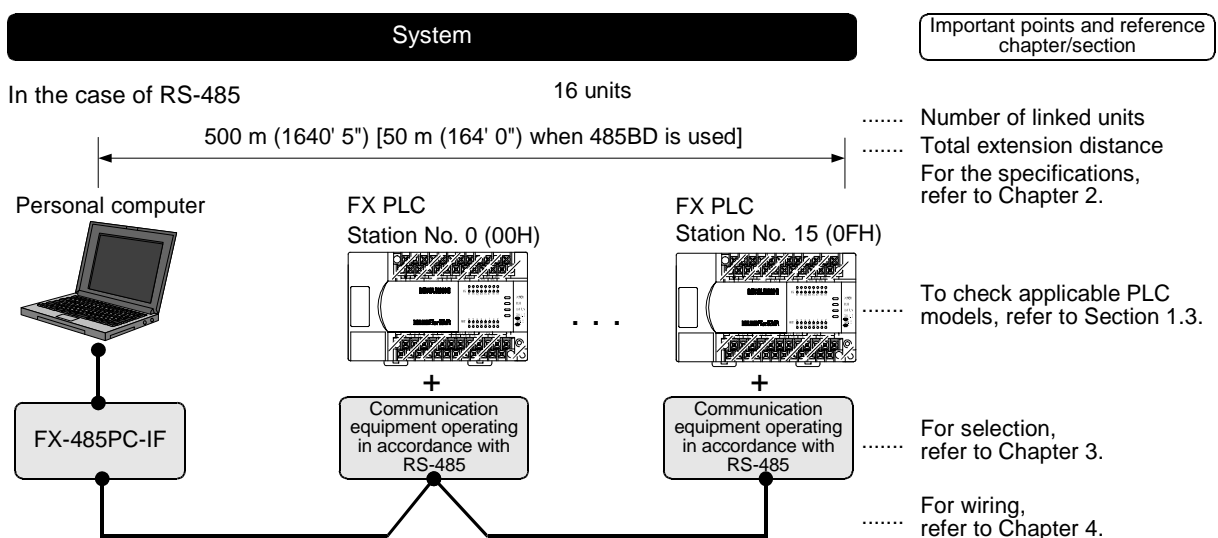 System
Important points and reference
chapter/section
In the case of RS-485
16 units
500 m (1640' 5") [50 m (164' 0") when 485BD is used]
....... Number of linked units
....... Total extension distance
For the specifications,
refer to Chapter 2.
Personal computer
FX PLC
Station No. 0 (00H)
FX PLC
Station No. 15 (0FH)
. . .
....... To check applicable PLC
models, refer to Section 1.3.
+
+
FX-485PC-IF
Communication
equipment operating
in accordance with
RS-485
Communication
equipment operating
in accordance with
RS-485
....... For selection,
refer to Chapter 3.
....... For wiring,
refer to Chapter 4.